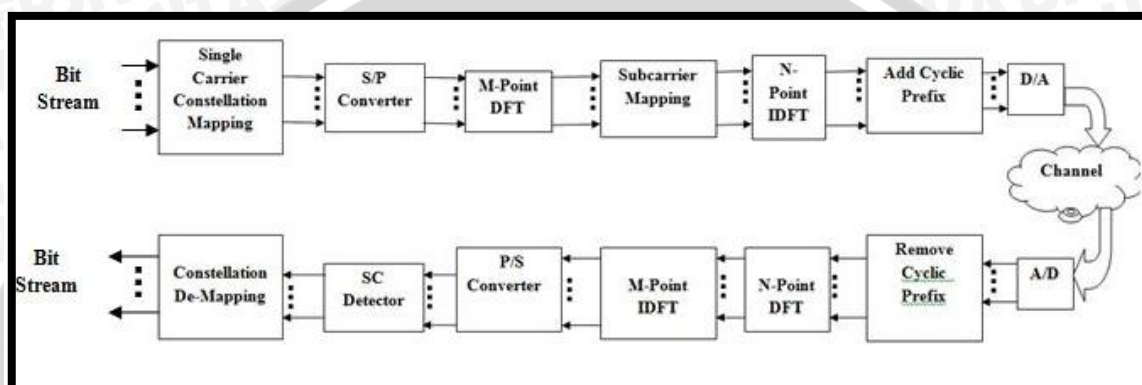 Bit
Stream
Single
Carrier
Constellation
Mapping
S/P
Converter
M-Point
DFT
Subcarrier
Mapping
N-
Point
IDFT
Add Cyclic
Prefix
D/A
Channel
Bit
Stream
Constellation
De-Mapping
SC
Detector
P/S
Converter
M-Point
IDFT
N-Point
DFT
Remove
Cyclic
Prefix
A/D